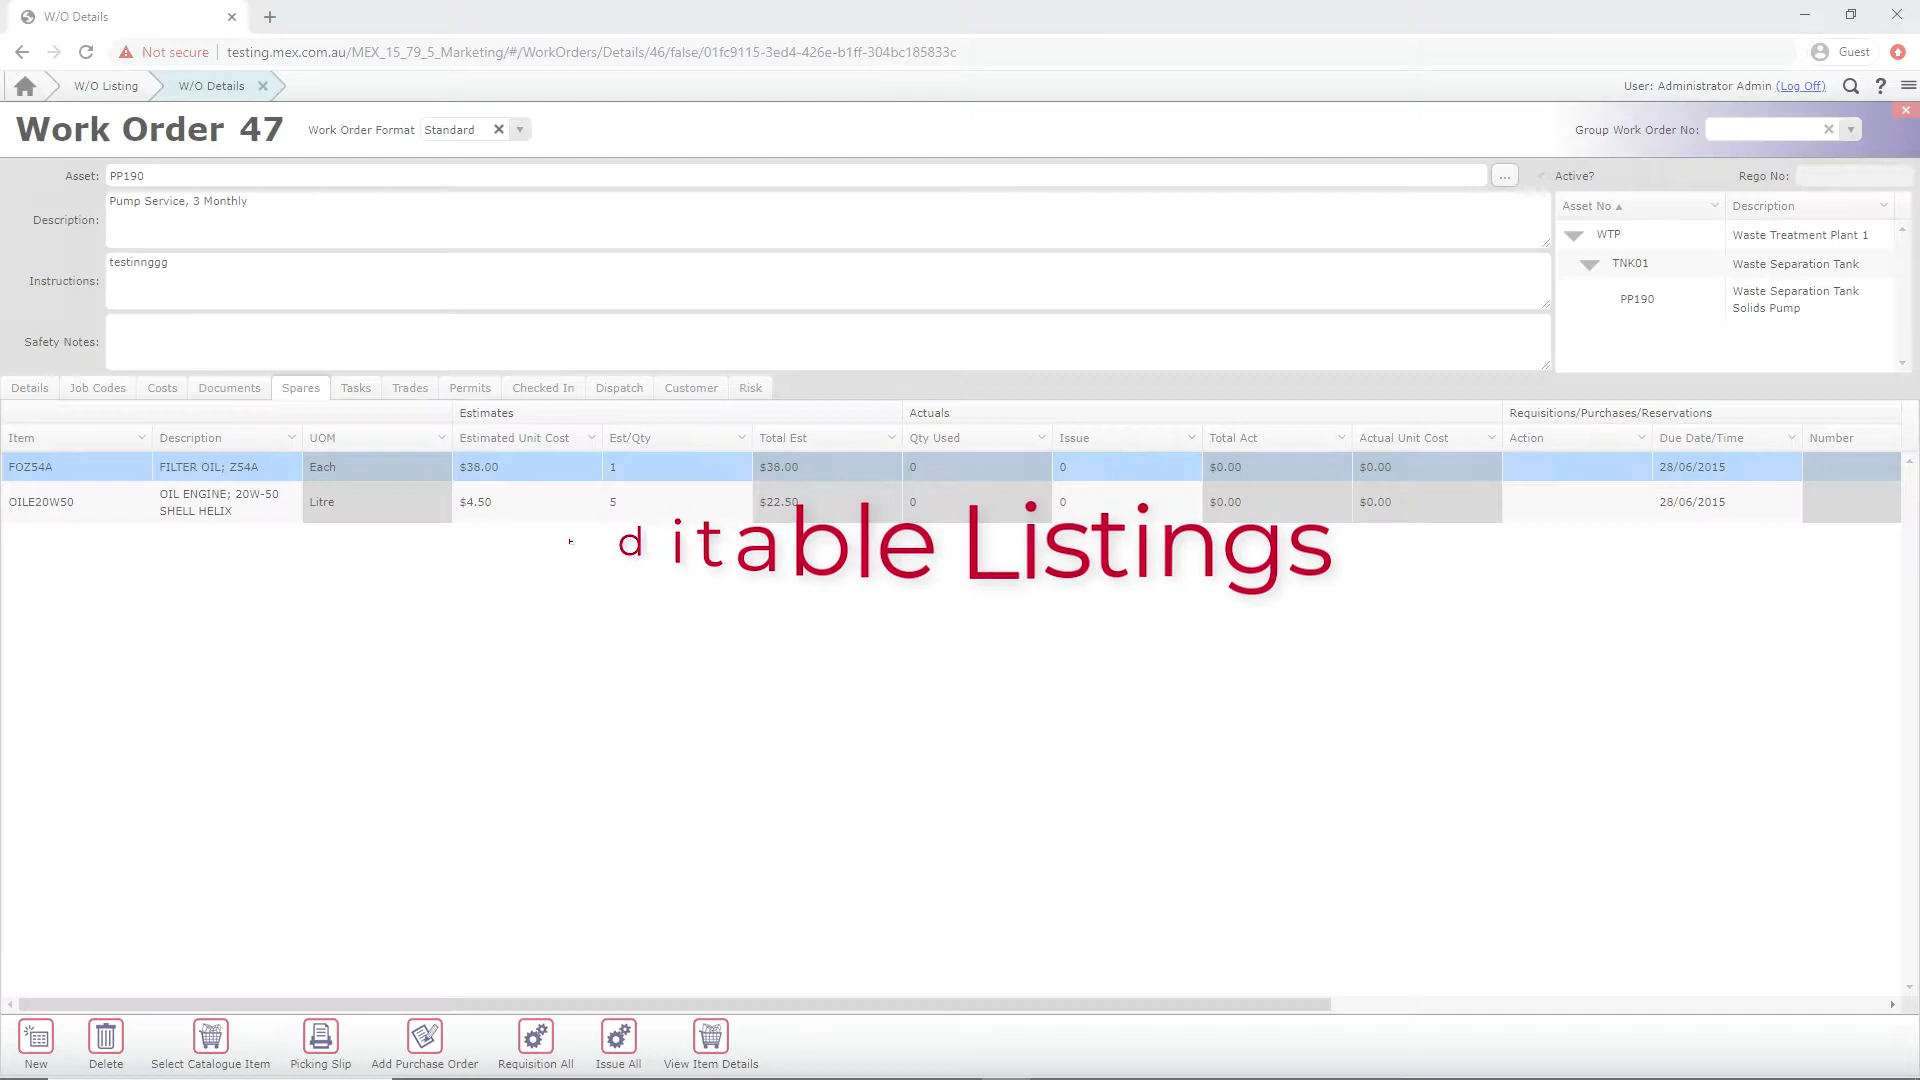 W/O Details
Not secure testing.mex.com.au/MEX_15_79_5_Marketing/#/WorkOrders/Details/46/false/01fc9115-3ed4-426e-b1ff-304bc185833c Guest
W/O Listing W/O Details User: Administrator Admin (Log Off)
Work Order 47 Work Order Format Standard Group Work Order No:
Asset: PP190 ... Active? Rego No:
Description: Pump Service, 3 Monthly
Instructions: testinnggg
Safety Notes:
Asset No Description
WTP Waste Treatment Plant 1
TNK01 Waste Separation Tank
PP190 Waste Separation Tank
Solids Pump
Details Job Codes Costs Documents Spares Tasks Trades Permits Checked In Dispatch Customer Risk
Estimates Actuals Requisitions/Purchases/Reservations
Item Description UOM Estimated Unit Cost Est/Qty Total Est Qty Used Issue Total Act Actual Unit Cost Action Due Date/Time Number
FOZ54A FILTER OIL; Z54A Each $38.00 1 $38.00 0 0 $0.00 $0.00 28/06/2015
OILE20W50 OIL ENGINE; 20W-50 SHELL HELIX Litre $4.50 5 $22.50 0 0 $0.00 $0.00 28/06/2015
ditable Listings
New Delete Select Catalogue Item Picking Slip Add Purchase Order Requisition All Issue All View Item Details